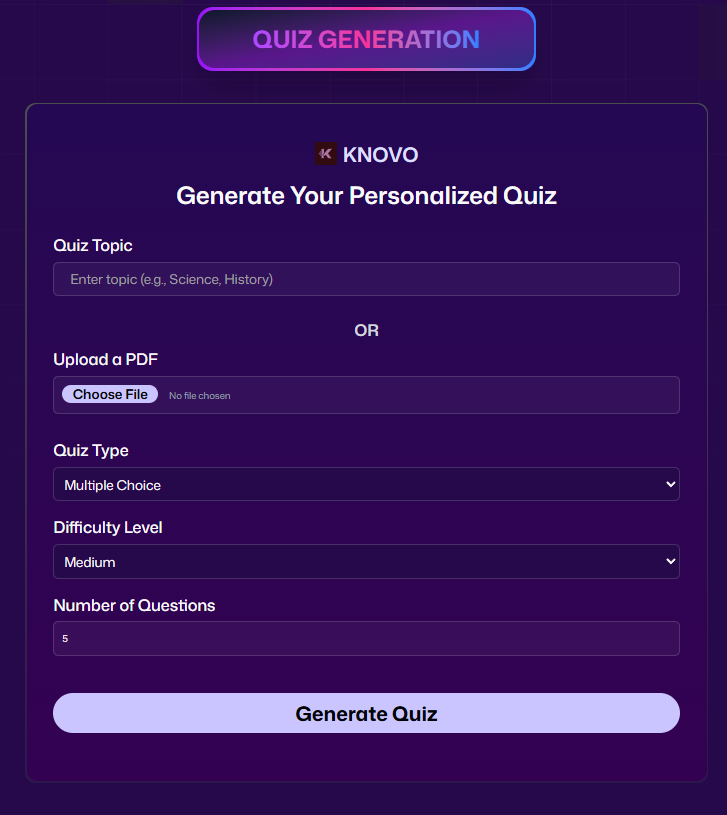 QUIZ GENERATION
KNOVO
Generate Your Personalized Quiz
Quiz Topic
Enter topic (e.g., Science, History)
OR
Upload a PDF
Choose File No file chosen
Quiz Type
Multiple Choice
Difficulty Level
Medium
Number of Questions
5
Generate Quiz